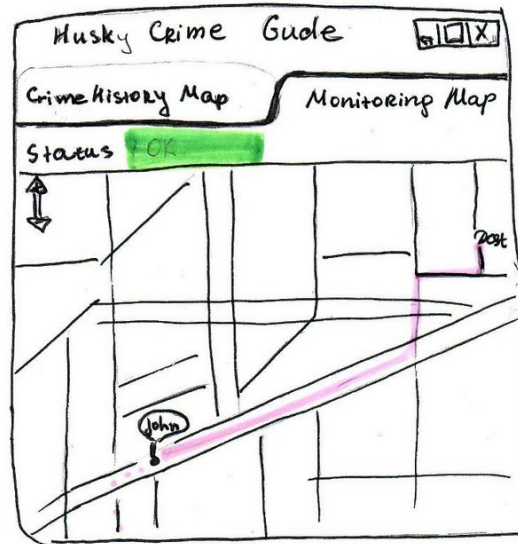 Husky Crime Gude
X
Crime History Map
Monitoring Map
Status OK
Dest
John